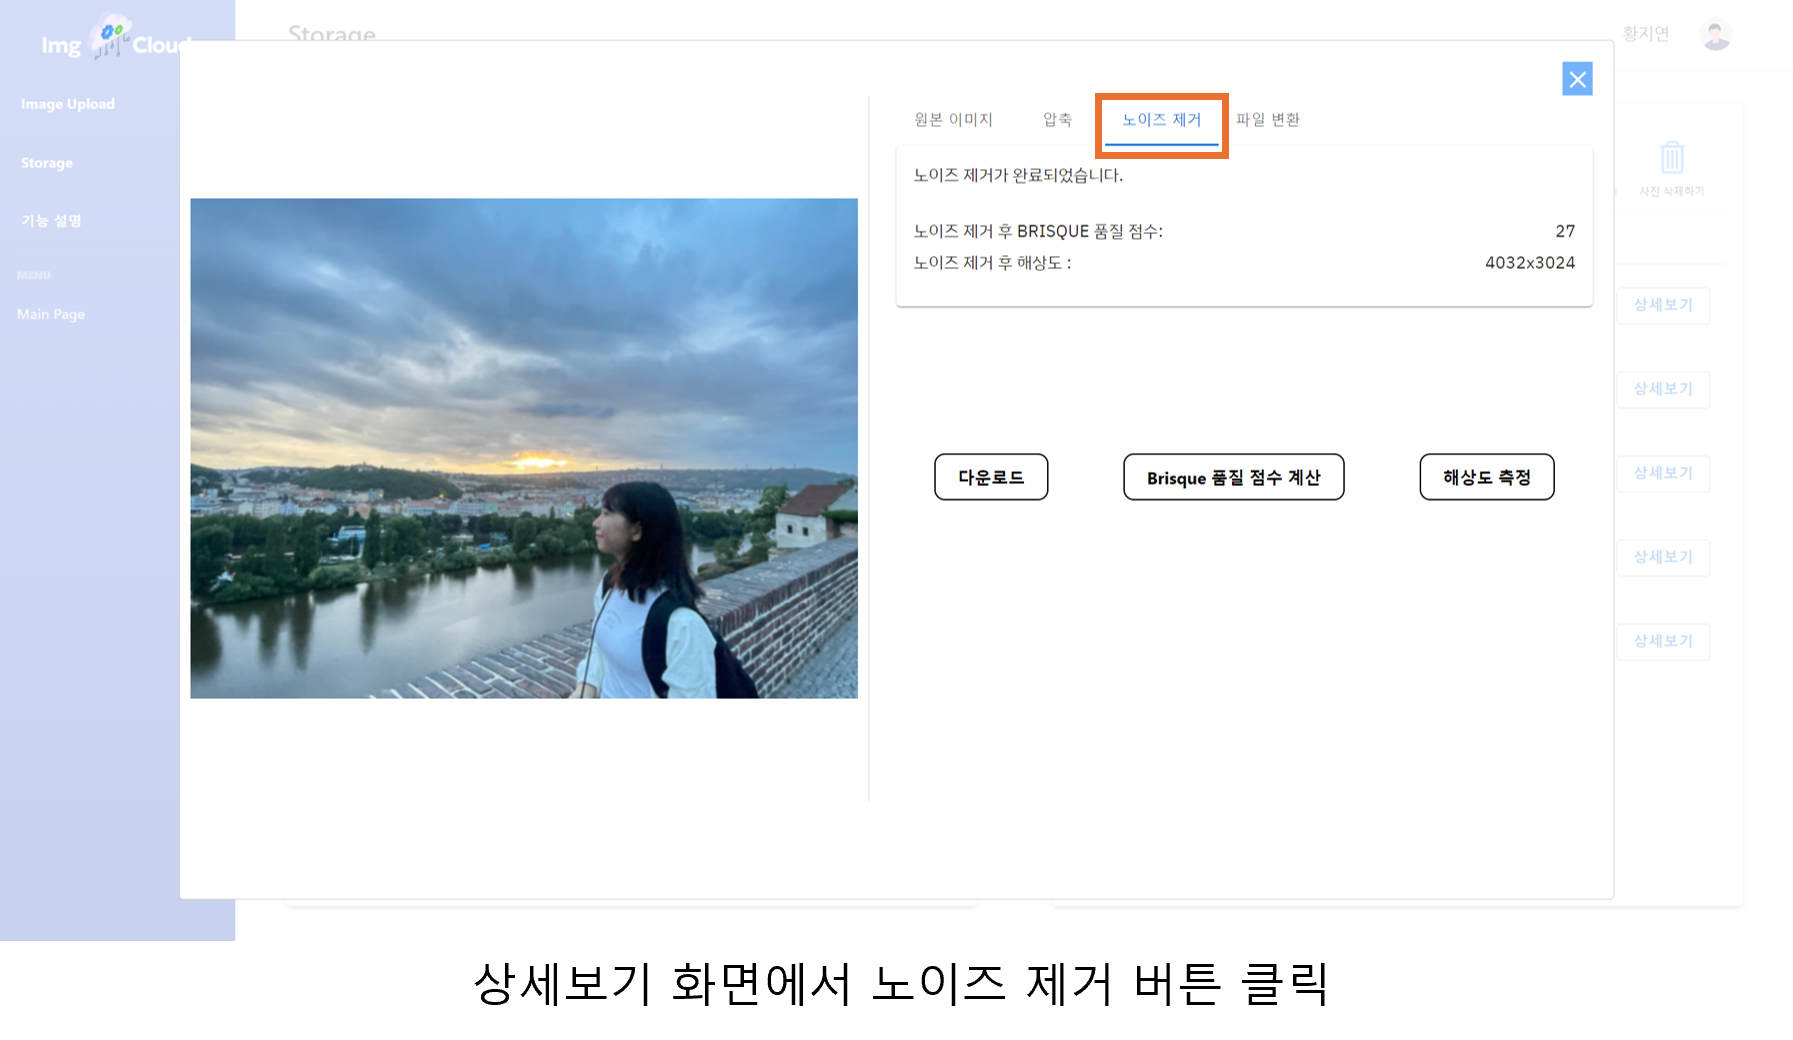 Img Cloud
Storage
황지연
Image Upload
Storage
기능 설명
MENU
Main Page
원본 이미지
압축
노이즈 제거
파일 변환
노이즈 제거가 완료되었습니다.
노이즈 제거 후 BRISQUE 품질 점수: 27
노이즈 제거 후 해상도 : 4032x3024
다운로드
Brisque 품질 점수 계산
해상도 측정
사진 삭제하기
상세보기
상세보기
상세보기
상세보기
상세보기
상세보기 화면에서 노이즈 제거 버튼 클릭